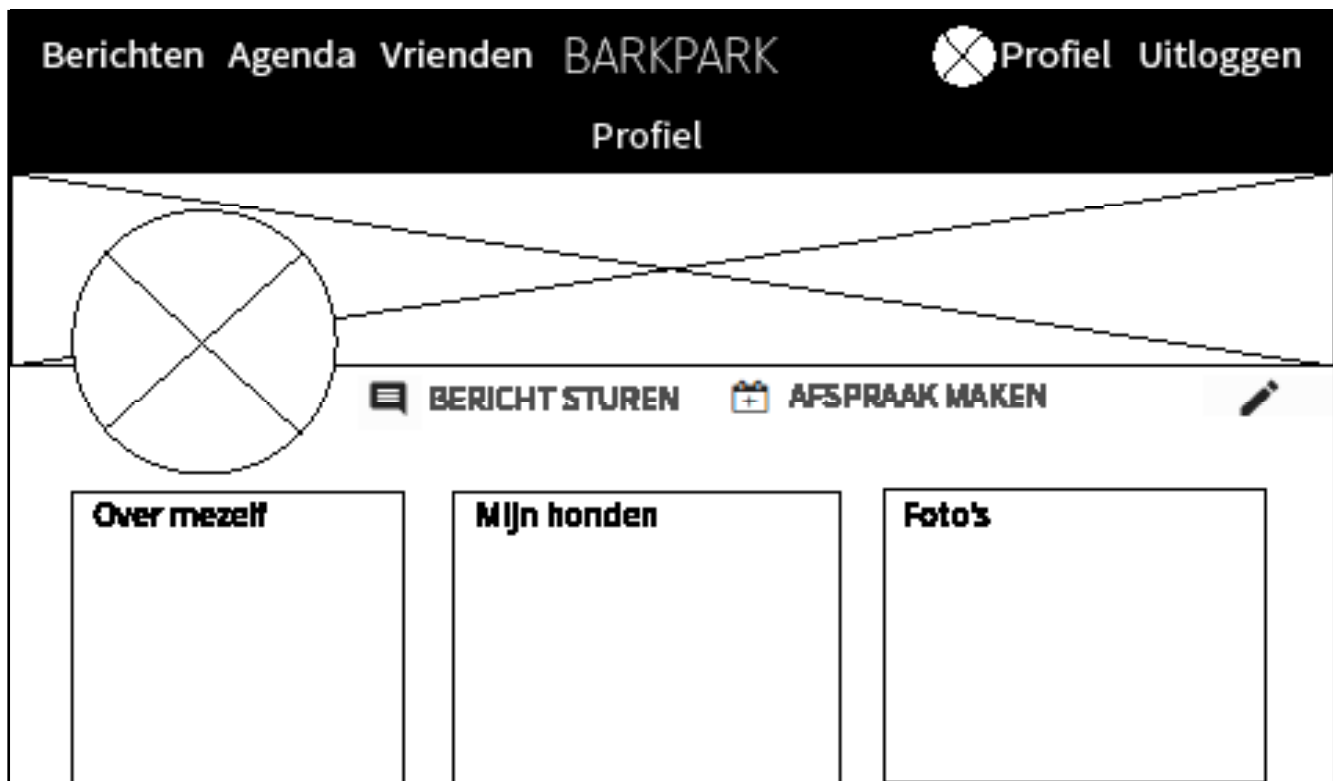 Berichten Agenda Vrienden BARKPARK Profiel Uitloggen
Profiel
BERICHT STUREN AFSPRAAK MAKEN
Over mezelf Mijn honden Foto's